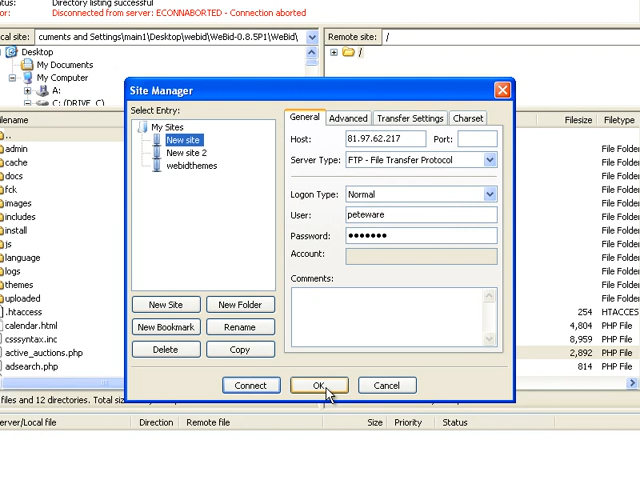 Status: Directory listing successful
Error: Disconnected from server: ECONNABORTED - Connection aborted
cal site: cuments and Settings\main1\Desktop\webid\WeBid-0.8.5P1\WeBid\ Remote site: /
Desktop
My Documents
My Computer
A:
C: (DRIVE_C)
/
Site Manager
Select Entry:
My Sites
New site
New site 2
webidthemes
New Site New Folder
New Bookmark Rename
Delete Copy
General Advanced Transfer Settings Charset
Host: 81.97.62.217 Port:
Server Type: FTP - File Transfer Protocol
Logon Type: Normal
User: peteware
Password: •••••••
Account:
Comments:
Connect OK Cancel
ilename Filesize Filetype
..
admin File Folder
cache File Folder
docs File Folder
fck File Folder
images File Folder
includes File Folder
install File Folder
js File Folder
language File Folder
logs File Folder
themes File Folder
uploaded File Folder
.htaccess 254 HTACCES
calendar.html 4,804 PHP File
csssyntax.inc 8,959 PHP File
active_auctions.php 2,892 PHP File
adsearch.php 814 PHP File
files and 12 directories. Total siz
erver/Local file Direction Remote file Size Priority Status